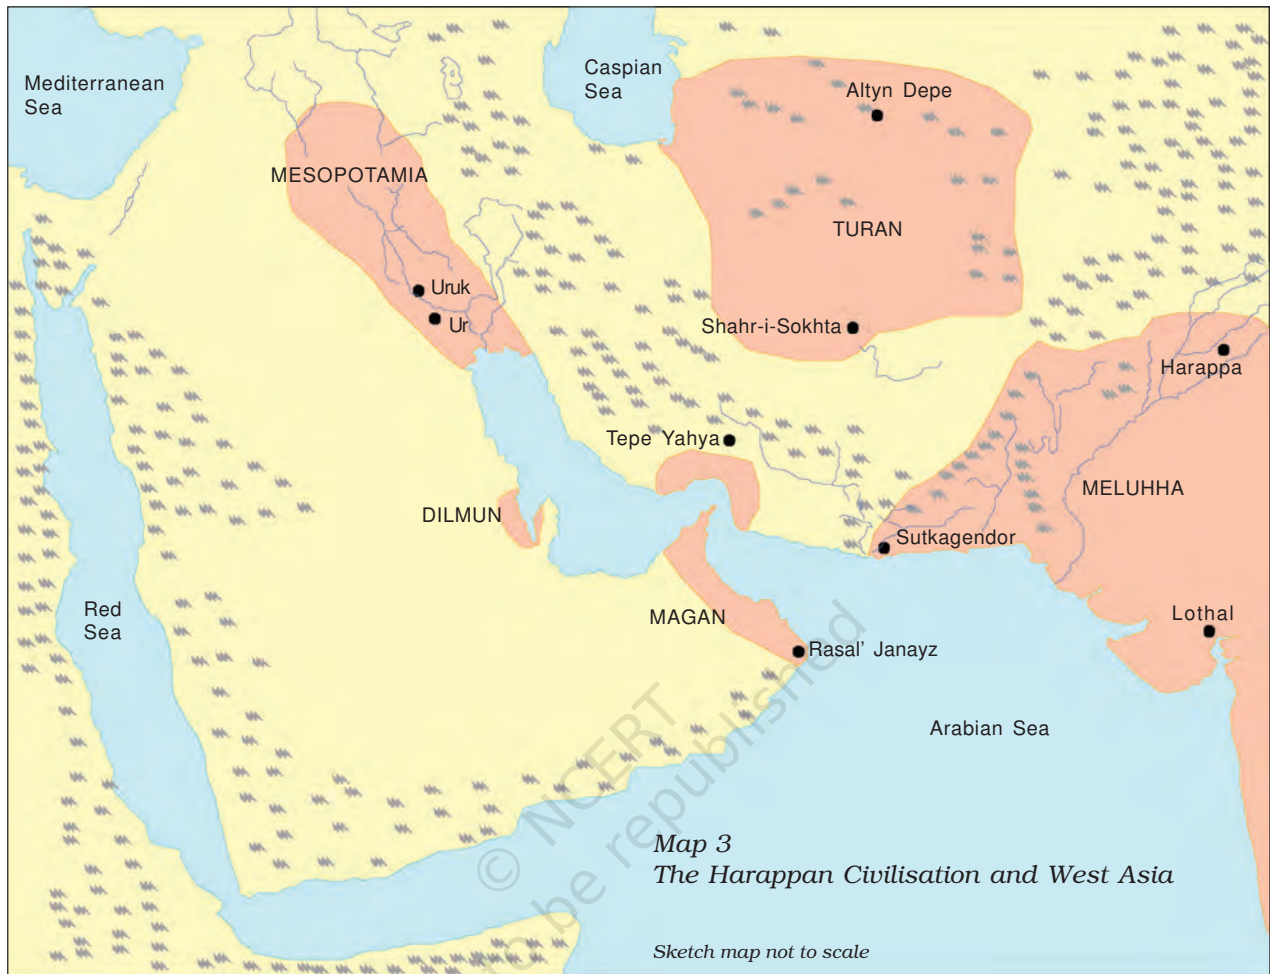 Mediterranean
Sea
Caspian
Sea
Altyn Depe
MESOPOTAMIA
TURAN
Uruk
Ur
Shahr-i-Sokhta
Harappa
Tepe Yahya
MELUHHA
DILMUN
Sutkagendor
Red
Sea
MAGAN
Lothal
Rasal' Janayz
Arabian Sea
© NCERT
to be republished
Map 3
The Harappan Civilisation and West Asia
Sketch map not to scale